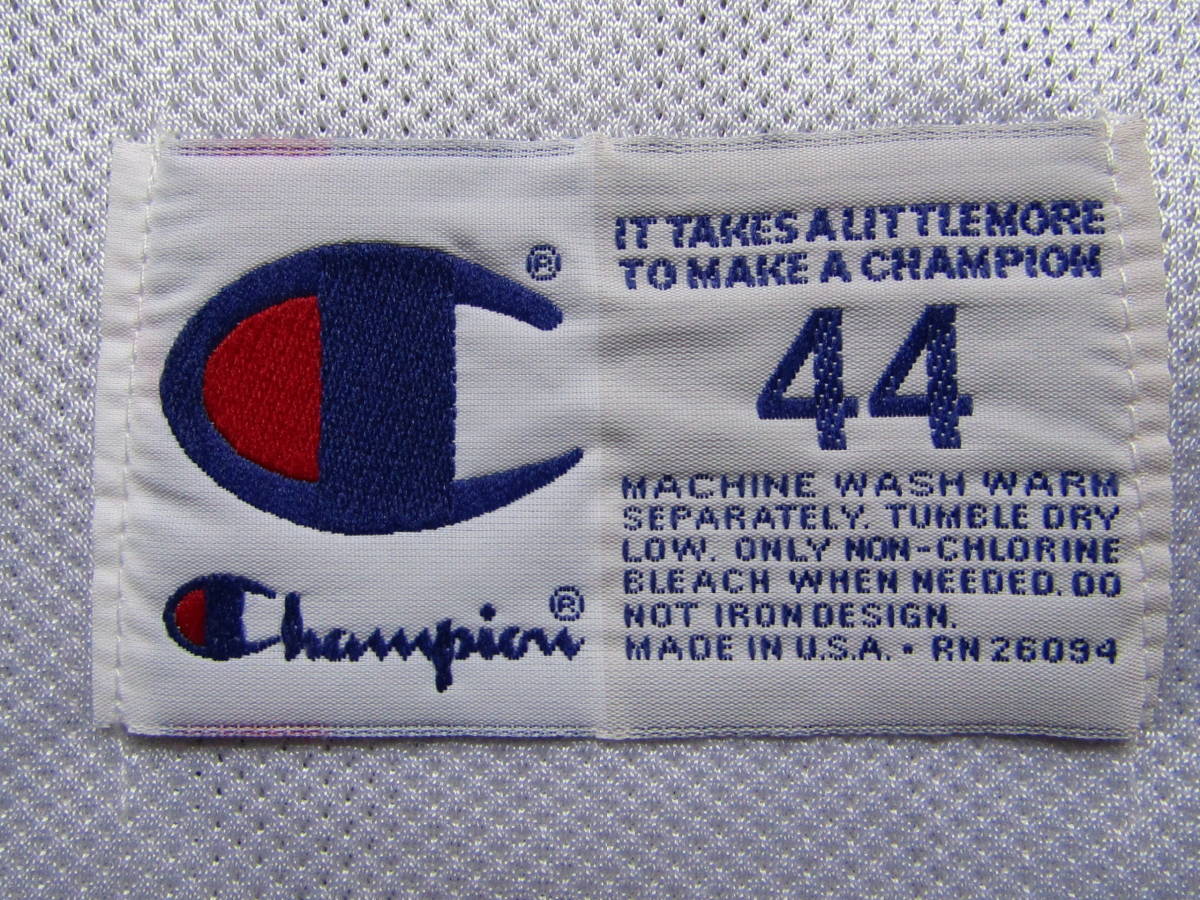 ®
Champion®
IT TAKES A LITTLE MORE
TO MAKE A CHAMPION
44
MACHINE WASH WARM
SEPARATELY. TUMBLE DRY
LOW. ONLY NON-CHLORINE
BLEACH WHEN NEEDED. DO
NOT IRON DESIGN.
MADE IN U.S.A. • RN 26094